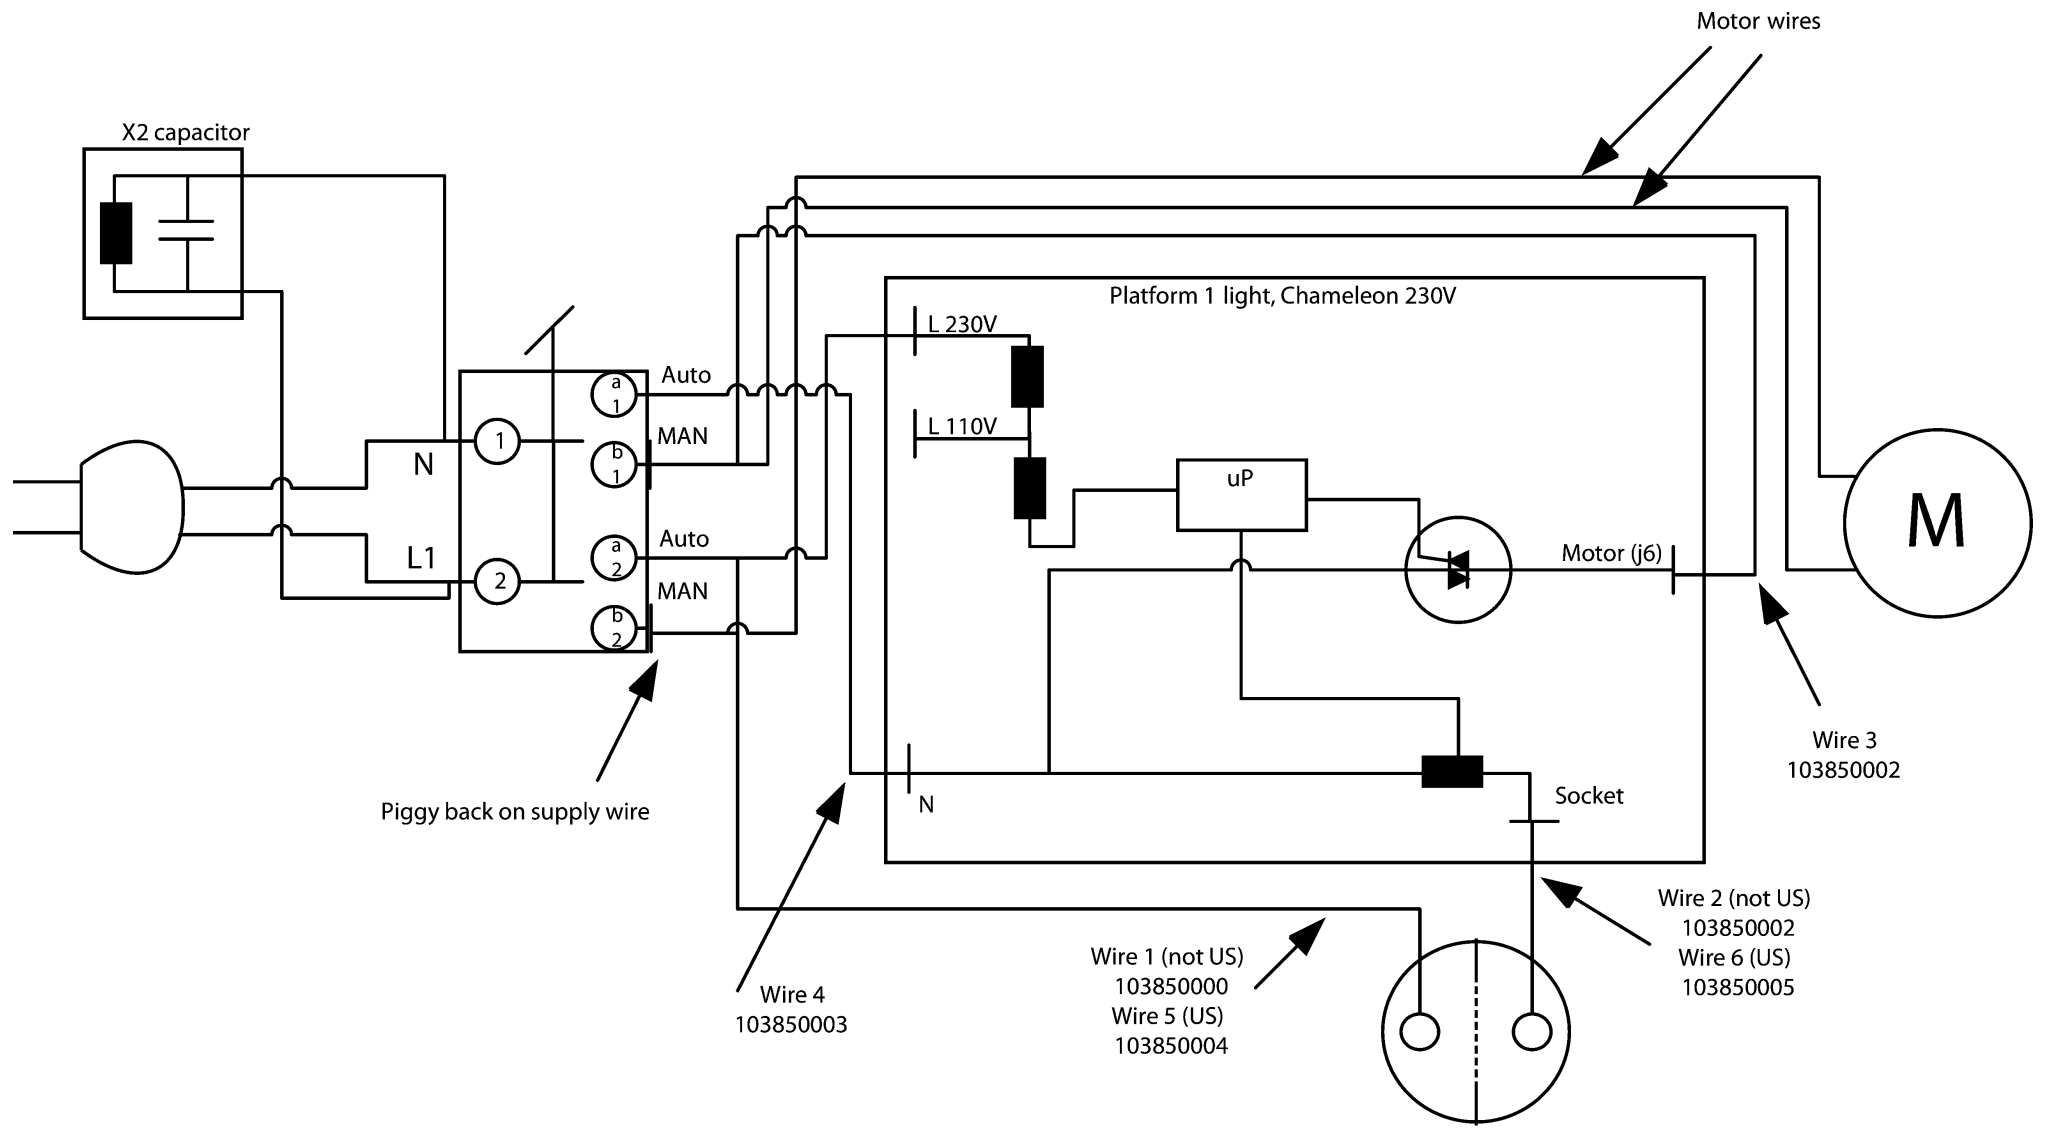 Motor wires
X2 capacitor
Platform 1 light, Chameleon 230V
L 230V
a
1
Auto
L 110V
MAN
1
N
b
1
uP
M
Auto
a
2
L1
2
Motor (j6)
MAN
b
2
Wire 3
103850002
Piggy back on supply wire
N
Socket
Wire 2 (not US)
103850002
Wire 6 (US)
103850005
Wire 1 (not US)
103850000
Wire 5 (US)
103850004
Wire 4
103850003